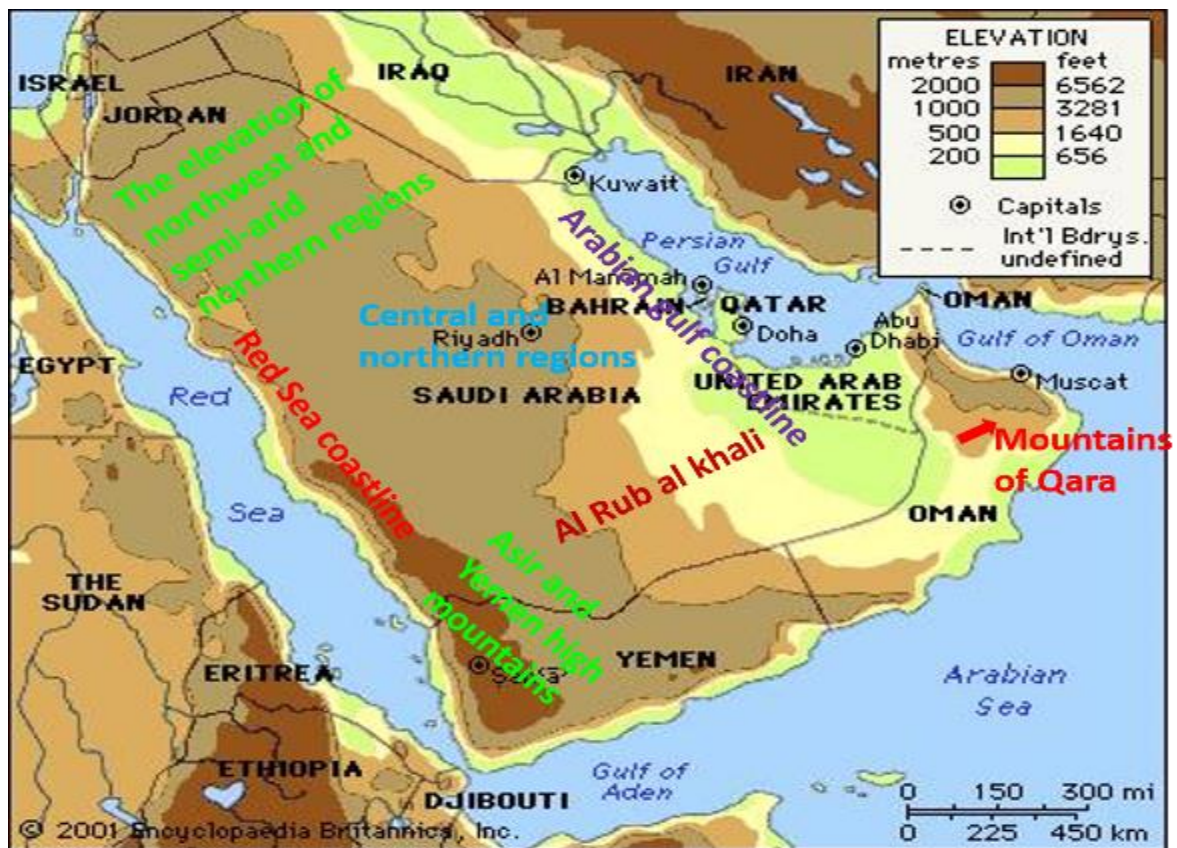 ELEVATION
metres feet
2000 6562
1000 3281
500 1640
200 656
Capitals
Int'l Bdrys.
undefined
ISRAEL
JORDAN
IRAQ
IRAN
The elevation of
northwest and
semi-arid
northern regions
Kuwait
Persian
Gulf
Arabian Gulf coastline
Al Manamah
BAHRAIN
QATAR
Doha
OMAN
Abu
Dhabi
Gulf of Oman
Muscat
Central and
northern regions
Riyadh
SAUDI ARABIA
UNITED ARAB
EMIRATES
EGYPT
Red
Sea
Red Sea coastline
Al Rub al khali
Mountains
of Qara
OMAN
Asir and
Yemen high
mountains
THE
SUDAN
YEMEN
ERITREA
Arabian
Sea
ETHIOPIA
DJIBOUTI
Gulf of
Aden
0 150 300 mi
0 225 450 km
© 2001 Encyclopædia Britannica, Inc.